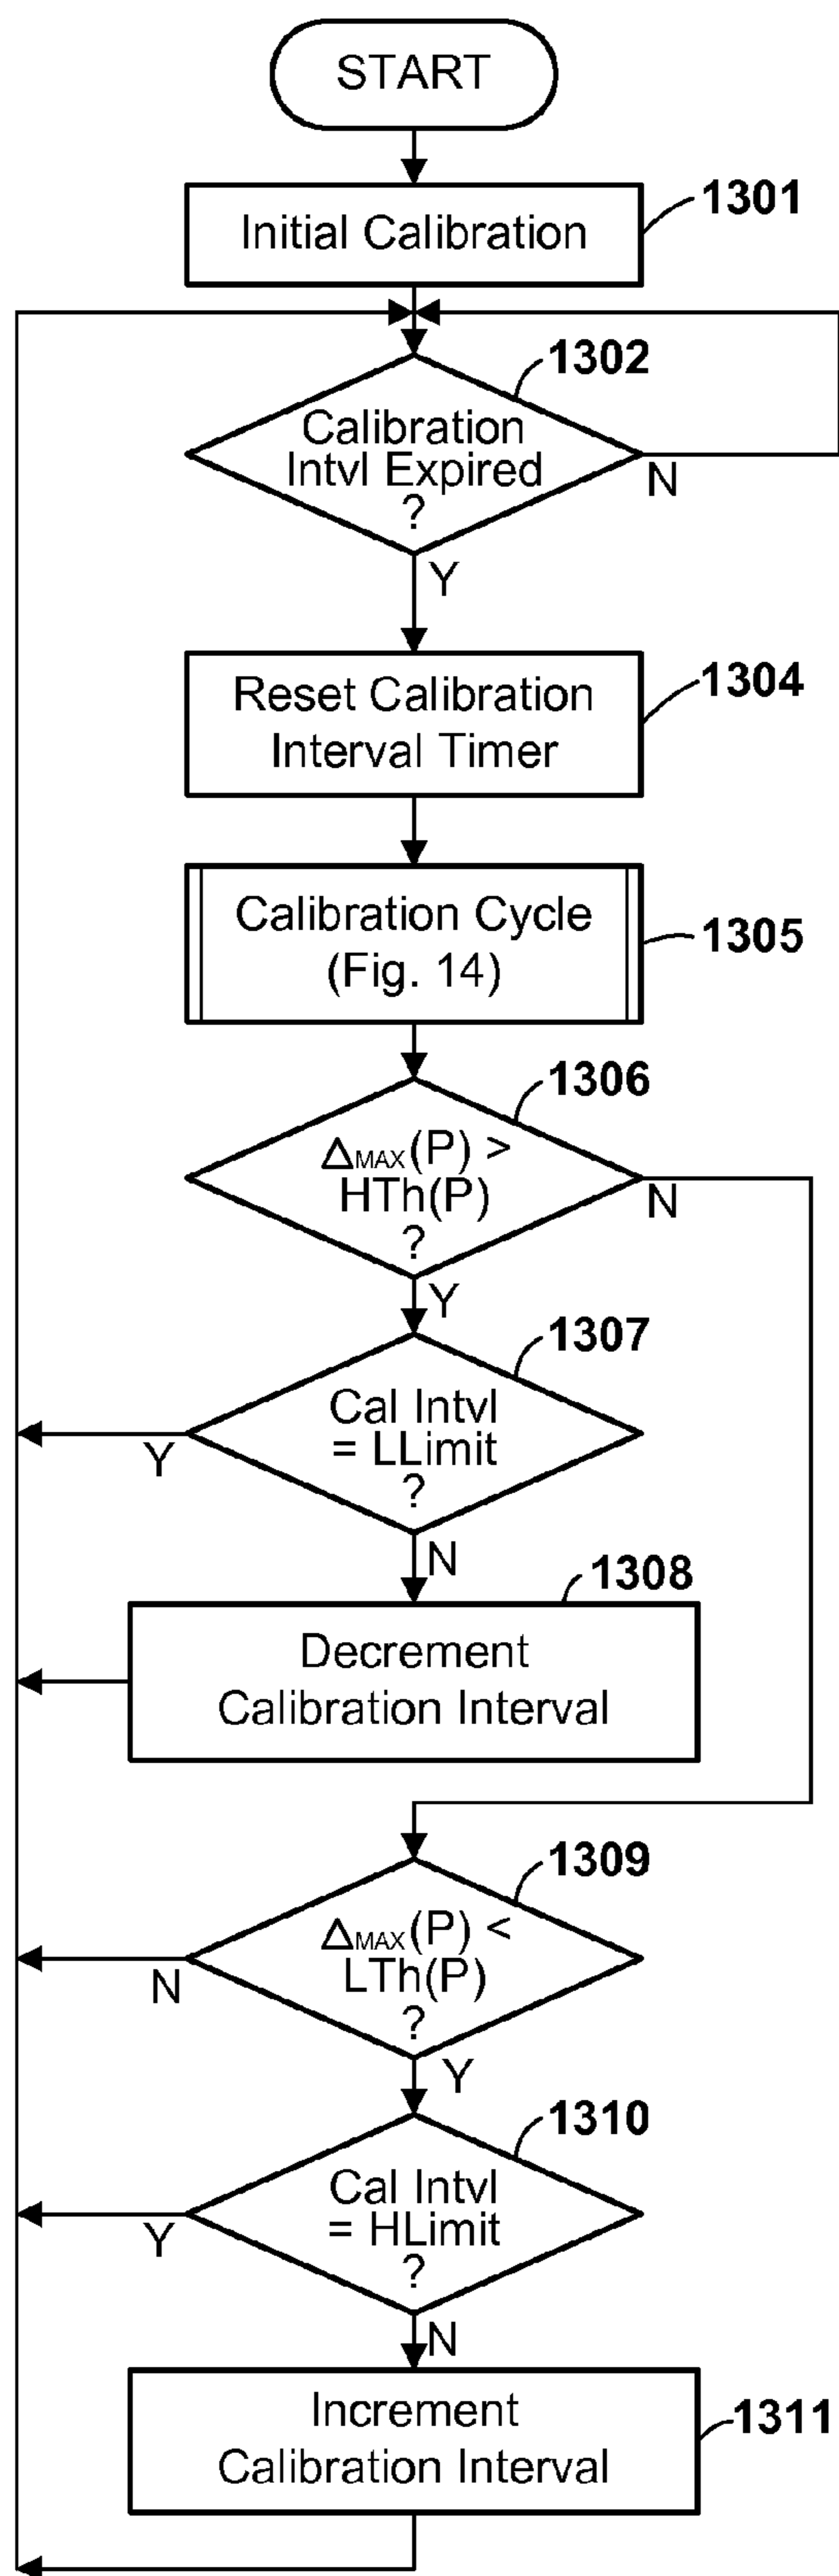 START
1301
Initial Calibration
1302
Calibration
Intvl Expired
?
N
Y
1304
Reset Calibration
Interval Timer
1305
Calibration Cycle
(Fig. 14)
1306
ΔMAX(P) >
HTh(P)
?
N
Y
1307
Cal Intvl
= LLimit
?
Y
N
1308
Decrement
Calibration Interval
1309
ΔMAX(P) <
LTh(P)
?
N
Y
1310
Cal Intvl
= HLimit
?
Y
N
1311
Increment
Calibration Interval